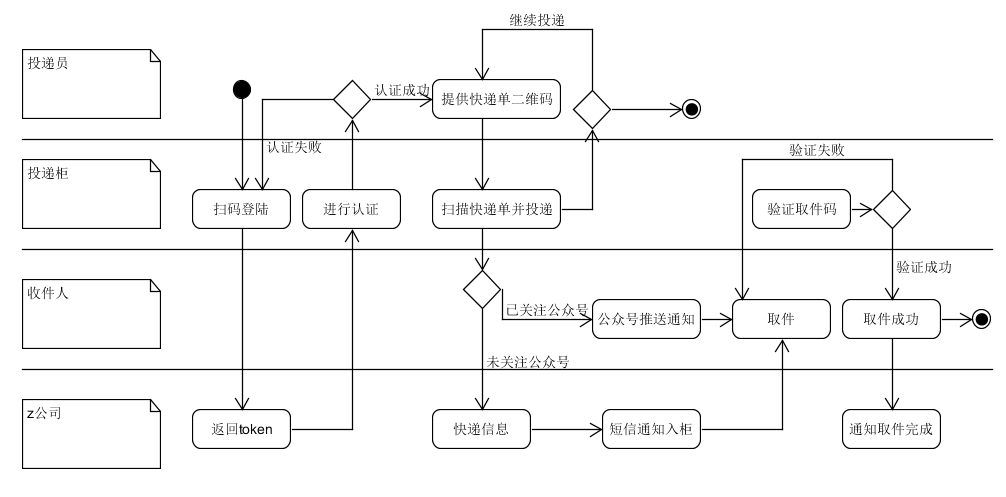 继续投递
投递员
认证成功
提供快递单二维码
认证失败
验证失败
投递柜
扫码登陆
进行认证
扫描快递单并投递
验证取件码
验证成功
收件人
已关注公众号
公众号推送通知
取件
取件成功
未关注公众号
z公司
返回token
快递信息
短信通知入柜
通知取件完成